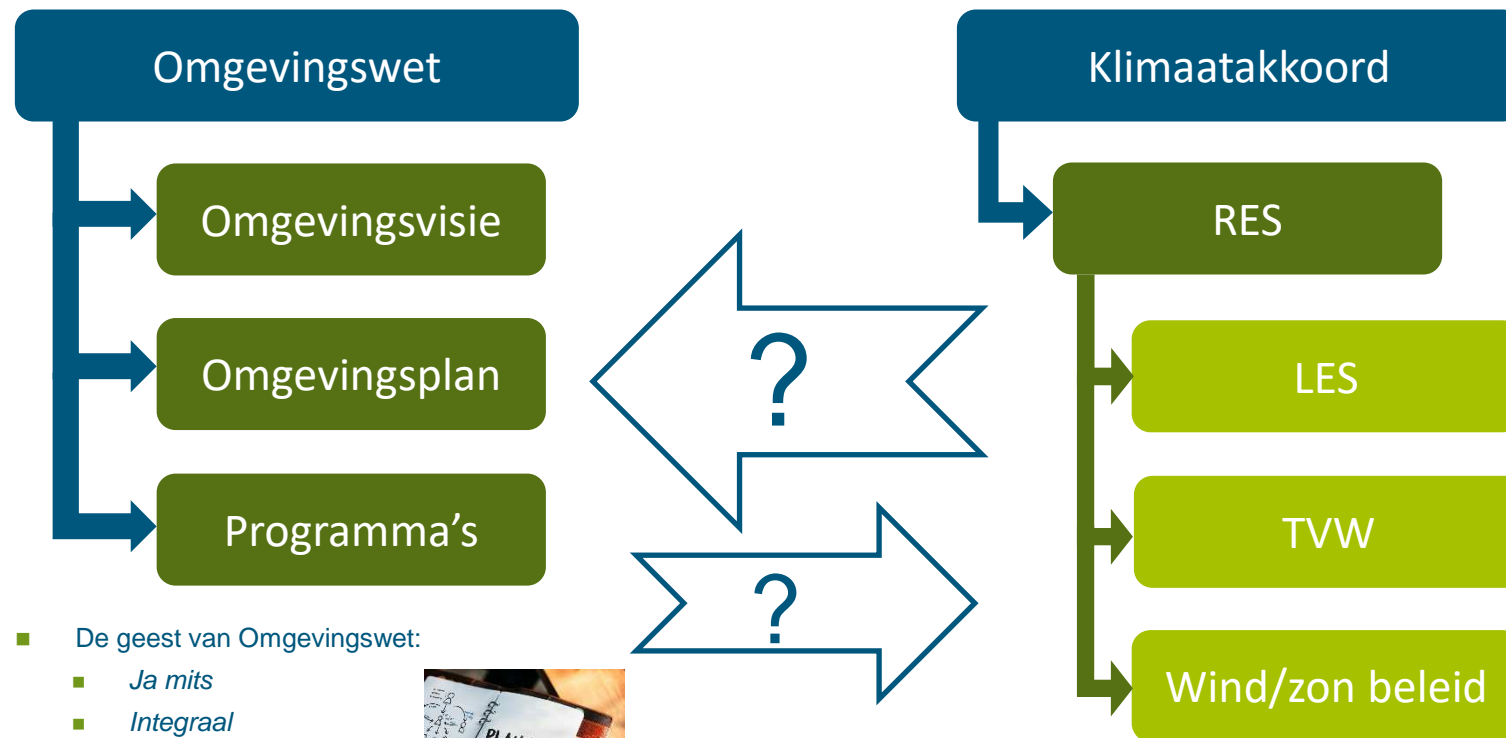 Omgevingswet
Omgevingsvisie
Omgevingsplan
Programma’s
De geest van Omgevingswet:
Ja mits
Integraal
?
?
Klimaatakkoord
RES
LES
TVW
Wind/zon beleid